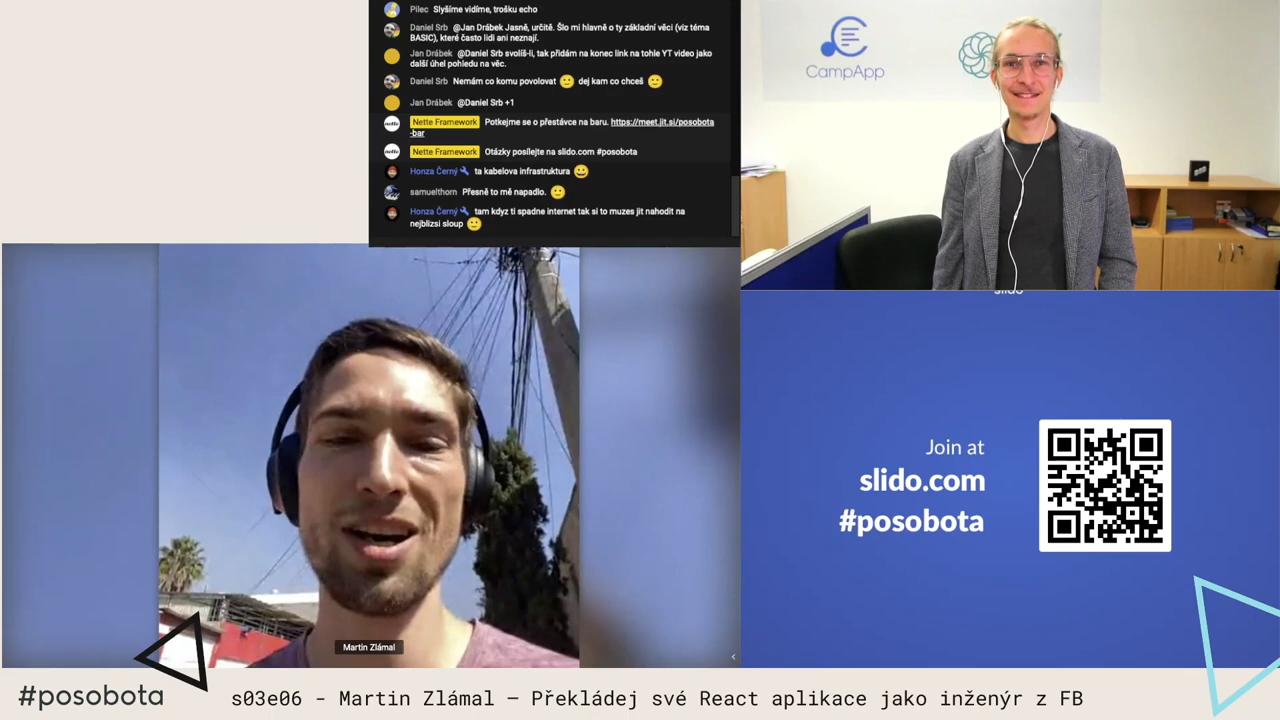 Pilec Slyšíme vidíme, trošku echo
Daniel Srb @Jan Drábek Jasně, určitě. Šlo mi hlavně o ty základní věci (viz téma
BASIC), které často lidi ani neznají.
Jan Drábek @Daniel Srb svolíš-li, tak přidám na konec link na tohle YT video jako
další úhel pohledu na věc.
Daniel Srb Nemám co komu povolovat 🙂 dej kam co chceš 🙂
Jan Drábek @Daniel Srb +1
nette Nette Framework Potkejme se o přestávce na baru. https://meet.jit.si/posobota
-bar
nette Nette Framework Otázky posílejte na slido.com #posobota
Honza Černý ta kabelova infrastruktura 😀
samuelthorn Přesně to mě napadlo. 🙂
Honza Černý tam kdyz ti spadne internet tak si to muzes jit nahodit na
nejblizsi sloup 🙂
CampApp
slido
Join at
slido.com
#posobota
Martin Zlámal
#posobota
s03e06 - Martin Zlámal – Překládej své React aplikace jako inženýr z FB